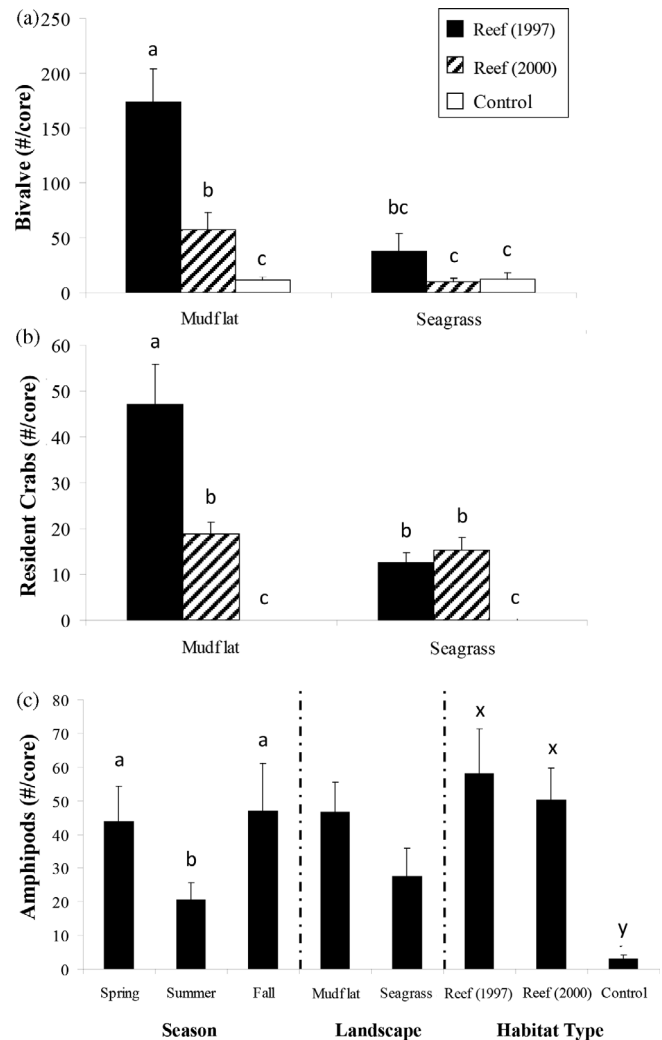 (a)
250
200
150
100
50
0
Bivalve (#/core)
Reef (1997)
Reef (2000)
Control
a
b
c
bc
c
c
Mudflat Seagrass
(b)
60
50
40
30
20
10
0
Resident Crabs (#/core)
a
b
c
b
b
c
Mudflat Seagrass
(c)
80
70
60
50
40
30
20
10
0
Amphipods (#/core)
a
b
a
x
x
y
Spring Summer Fall Mudflat Seagrass Reef (1997) Reef (2000) Control
Season Landscape Habitat Type